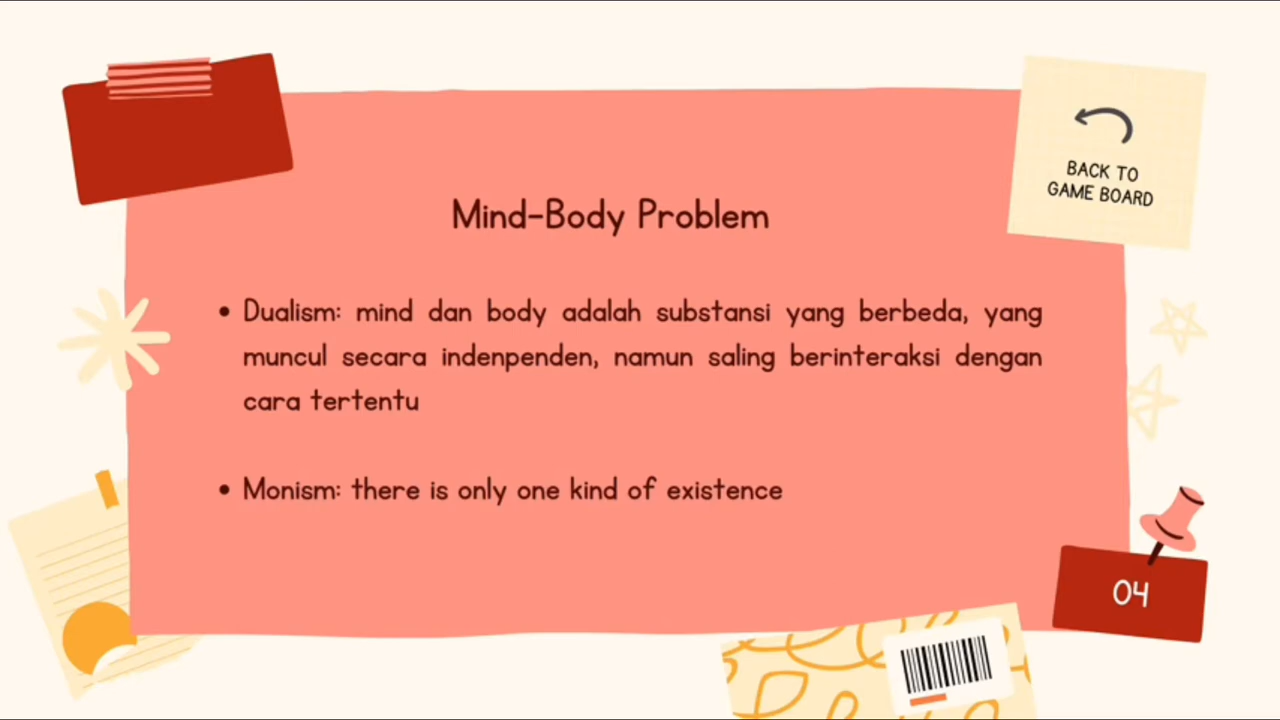 BACK TO
GAME BOARD
Mind-Body Problem
• Dualism: mind dan body adalah substansi yang berbeda, yang
muncul secara indenpenden, namun saling berinteraksi dengan
cara tertentu
• Monism: there is only one kind of existence
04